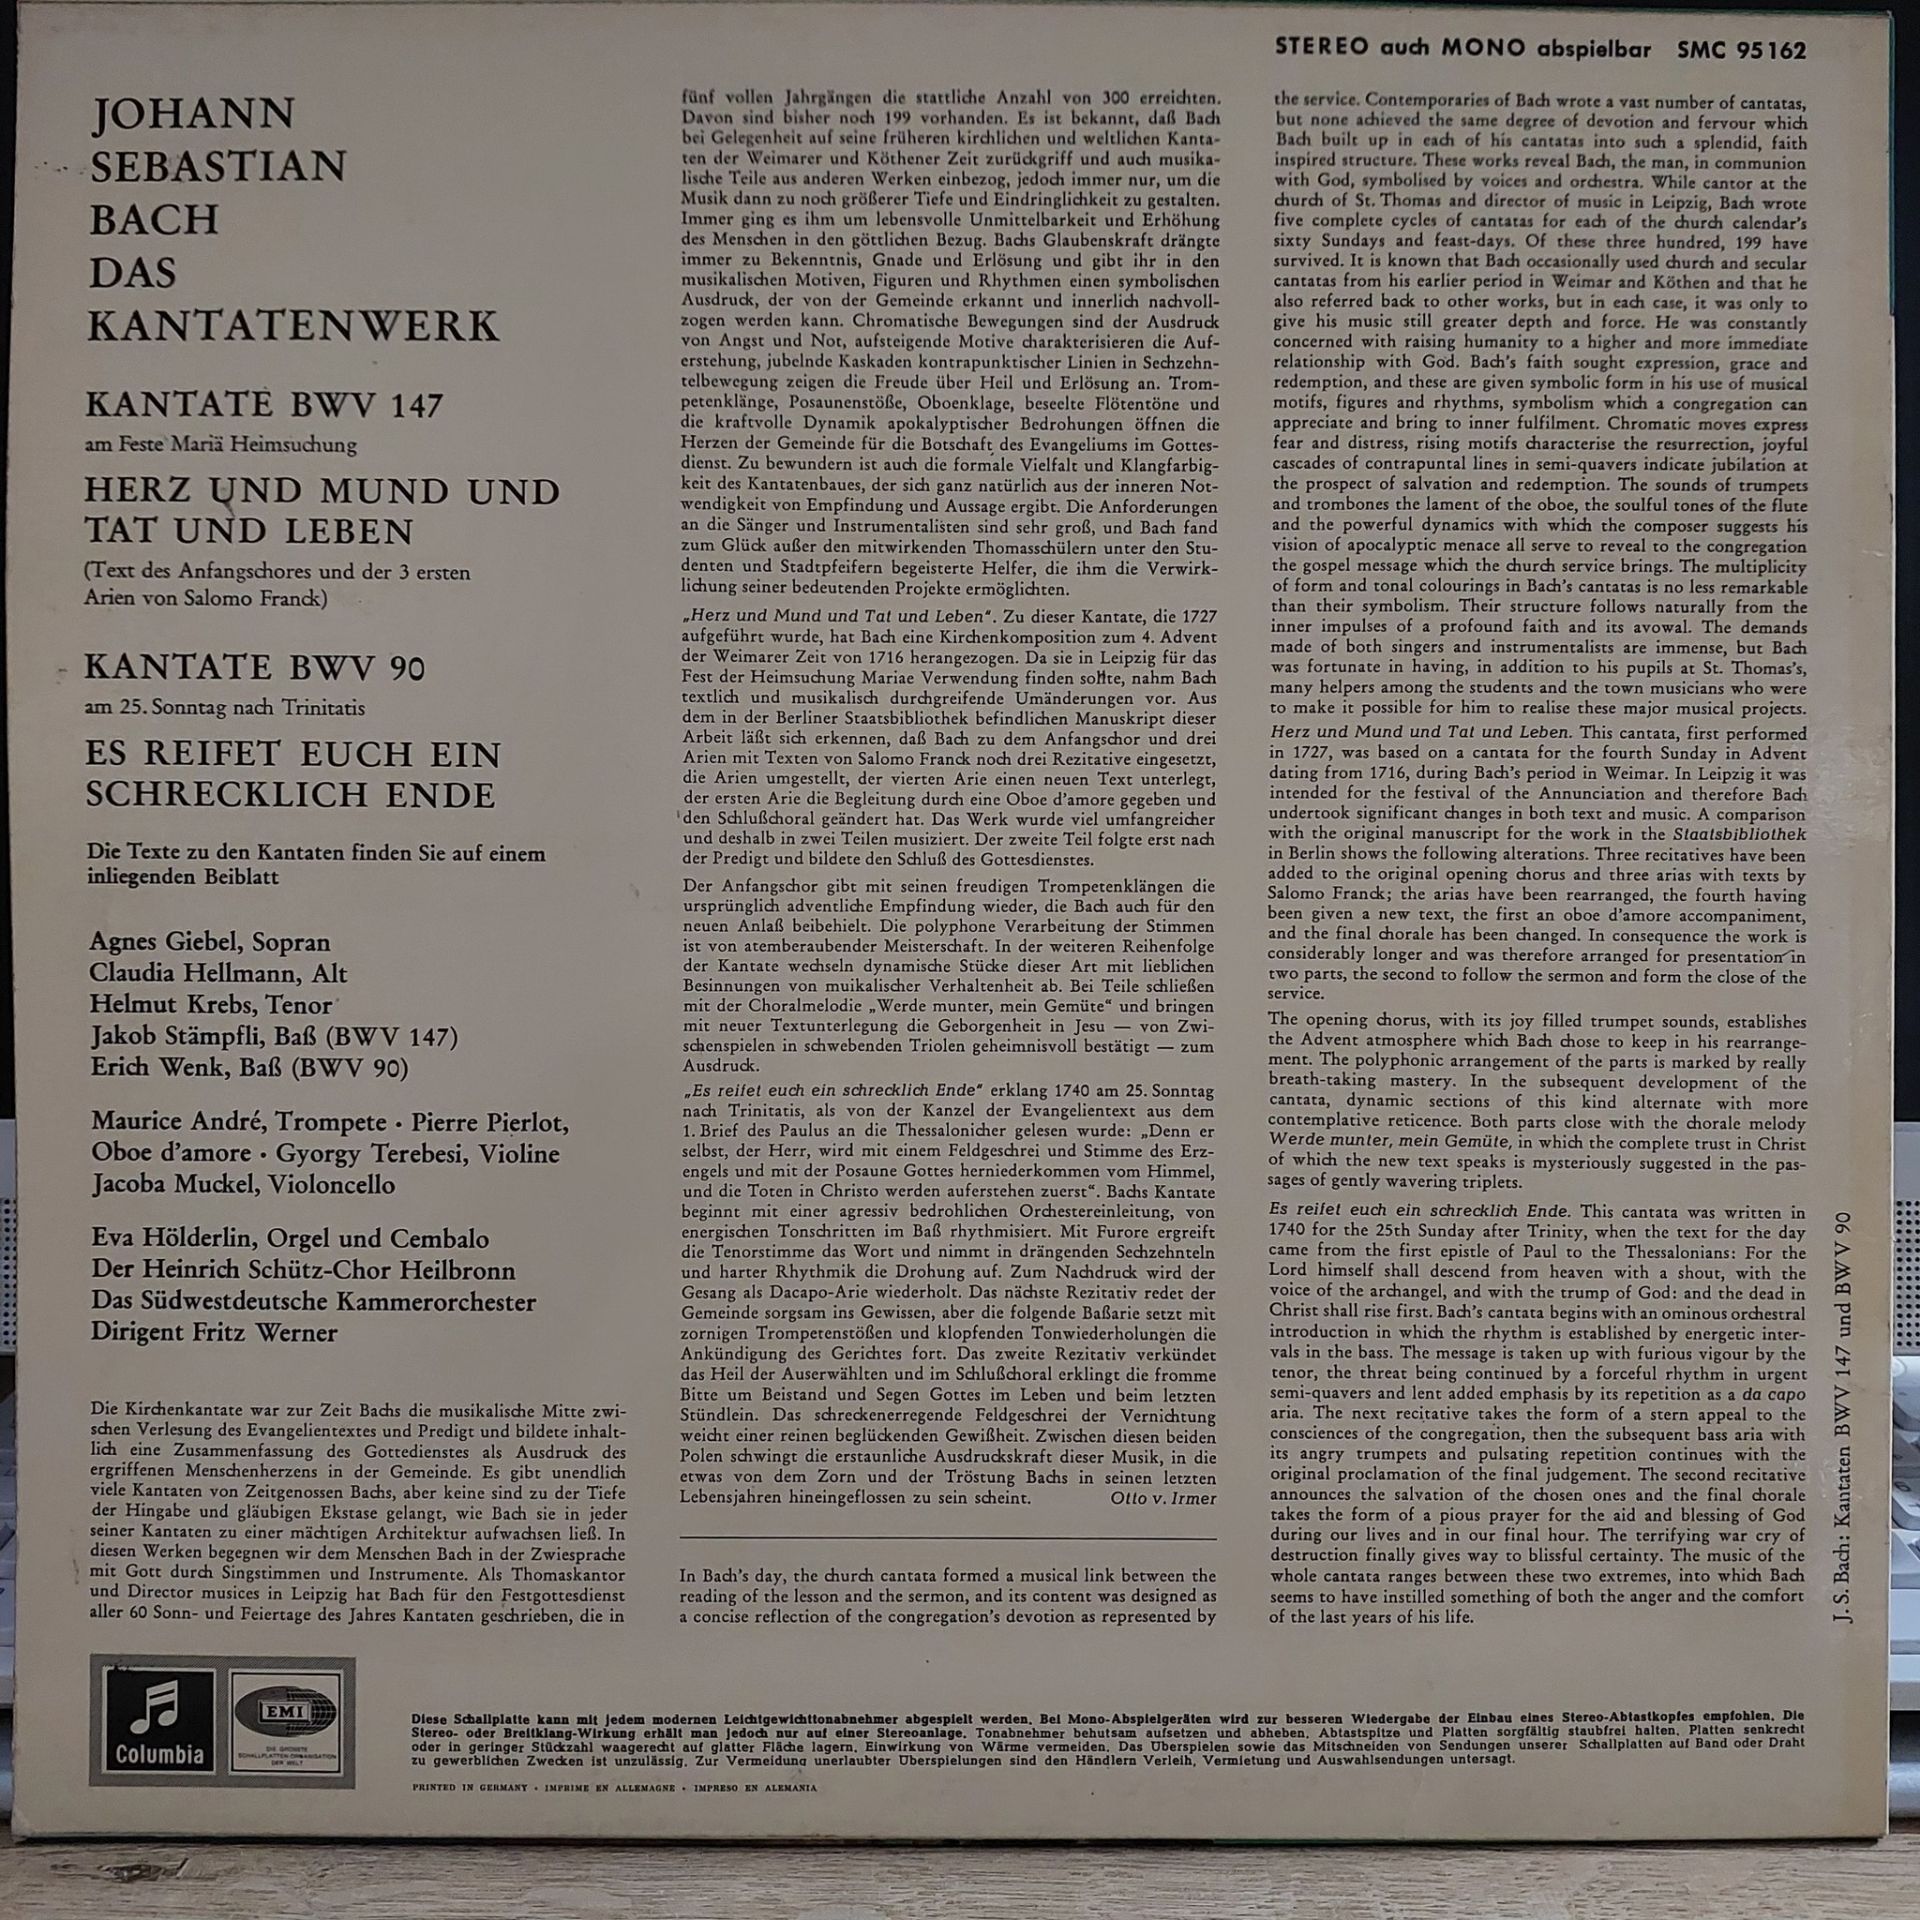 STEREO auch MONO abspielbar SMC 95162
JOHANN
SEBASTIAN
BACH
DAS
KANTATENWERK
KANTATE BWV 147
am Feste Mariä Heimsuchung
HERZ UND MUND UND
TAT UND LEBEN
(Text des Anfangschores und der 3 ersten
Arien von Salomo Franck)
KANTATE BWV 90
am 25. Sonntag nach Trinitatis
ES REIFET EUCH EIN
SCHRECKLICH ENDE
Die Texte zu den Kantaten finden Sie auf einem
inliegenden Beiblatt
Agnes Giebel, Sopran
Claudia Hellmann, Alt
Helmut Krebs, Tenor
Jakob Stämpfli, Baß (BWV 147)
Erich Wenk, Baß (BWV 90)
Maurice André, Trompete • Pierre Pierlot,
Oboe d'amore • Gyorgy Terebesi, Violine
Jacoba Muckel, Violoncello
Eva Hölderlin, Orgel und Cembalo
Der Heinrich Schütz-Chor Heilbronn
Das Südwestdeutsche Kammerorchester
Dirigent Fritz Werner
Die Kirchenkantate war zur Zeit Bachs die musikalische Mitte zwi-
schen Verlesung des Evangelientextes und Predigt und bildete inhalt-
lich eine Zusammenfassung des Gottedienstes als Ausdruck des
ergriffenen Menschenherzens in der Gemeinde. Es gibt unendlich
viele Kantaten von Zeitgenossen Bachs, aber keine sind zu der Tiefe
der Hingabe und gläubigen Ekstase gelangt, wie Bach sie in jeder
seiner Kantaten zu einer mächtigen Architektur aufwachsen ließ. In
diesen Werken begegnen wir dem Menschen Bach in der Zwiesprache
mit Gott durch Singstimmen und Instrumente. Als Thomaskantor
und Director musices in Leipzig hat Bach für den Festgottesdienst
aller 60 Sonn- und Feiertage des Jahres Kantaten geschrieben, die in
fünf vollen Jahrgängen die stattliche Anzahl von 300 erreichten.
Davon sind bisher noch 199 vorhanden. Es ist bekannt, daß Bach
bei Gelegenheit auf seine früheren kirchlichen und weltlichen Kanta-
ten der Weimarer und Köthener Zeit zurückgriff und auch musika-
lische Teile aus anderen Werken einbezog, jedoch immer nur, um die
Musik dann zu noch größerer Tiefe und Eindringlichkeit zu gestalten.
Immer ging es ihm um lebensvolle Unmittelbarkeit und Erhöhung
des Menschen in den göttlichen Bezug. Bachs Glaubenskraft drängte
immer zu Bekenntnis, Gnade und Erlösung und gibt ihr in den
musikalischen Motiven, Figuren und Rhythmen einen symbolischen
Ausdruck, der von der Gemeinde erkannt und innerlich nachvoll-
zogen werden kann. Chromatische Bewegungen sind der Ausdruck
von Angst und Not, aufsteigende Motive charakterisieren die Auf-
erstehung, jubelnde Kaskaden kontrapunktischer Linien in Sechzehn-
telbewegung zeigen die Freude über Heil und Erlösung an. Trom-
petenklänge, Posaunenstöße, Oboenklage, beseelte Flötentöne und
die kraftvolle Dynamik apokalyptischer Bedrohungen öffnen die
Herzen der Gemeinde für die Botschaft des Evangeliums im Gottes-
dienst. Zu bewundern ist auch die formale Vielfalt und Klangfarbig-
keit des Kantatenbaues, der sich ganz natürlich aus der inneren Not-
wendigkeit von Empfindung und Aussage ergibt. Die Anforderungen
an die Sänger und Instrumentalisten sind sehr groß, und Bach fand
zum Glück außer den mitwirkenden Thomasschülern unter den Stu-
denten und Stadtpfeifern begeisterte Helfer, die ihm die Verwirk-
lichung seiner bedeutenden Projekte ermöglichten.
„Herz und Mund und Tat und Leben“. Zu dieser Kantate, die 1727
aufgeführt wurde, hat Bach eine Kirchenkomposition zum 4. Advent
der Weimarer Zeit von 1716 herangezogen. Da sie in Leipzig für das
Fest der Heimsuchung Mariae Verwendung finden sollte, nahm Bach
textlich und musikalisch durchgreifende Umänderungen vor. Aus
dem in der Berliner Staatsbibliothek befindlichen Manuskript dieser
Arbeit läßt sich erkennen, daß Bach zu dem Anfangschor und drei
Arien mit Texten von Salomo Franck noch drei Rezitative eingesetzt,
die Arien umgestellt, der vierten Arie einen neuen Text unterlegt,
der ersten Arie die Begleitung durch eine Oboe d'amore gegeben und
den Schlußchoral geändert hat. Das Werk wurde viel umfangreicher
und deshalb in zwei Teilen musiziert. Der zweite Teil folgte erst nach
der Predigt und bildete den Schluß des Gottesdienstes.
Der Anfangschor gibt mit seinen freudigen Trompetenklängen die
ursprünglich adventliche Empfindung wieder, die Bach auch für den
neuen Anlaß beibehielt. Die polyphone Verarbeitung der Stimmen
ist von atemberaubender Meisterschaft. In der weiteren Reihenfolge
der Kantate wechseln dynamische Stücke dieser Art mit lieblichen
Besinnungen von muikalischer Verhaltenheit ab. Bei Teile schließen
mit der Choralmelodie „Werde munter, mein Gemüte“ und bringen
mit neuer Textunterlegung die Geborgenheit in Jesu — von Zwi-
schenspielen in schwebenden Triolen geheimnisvoll bestätigt — zum
Ausdruck.
„Es reifet euch ein schrecklich Ende“ erklang 1740 am 25. Sonntag
nach Trinitatis, als von der Kanzel der Evangelientext aus dem
1. Brief des Paulus an die Thessalonicher gelesen wurde: „Denn er
selbst, der Herr, wird mit einem Feldgeschrei und Stimme des Erz-
engels und mit der Posaune Gottes herniederkommen vom Himmel,
und die Toten in Christo werden auferstehen zuerst“. Bachs Kantate
beginnt mit einer agressiv bedrohlichen Orchestereinleitung, von
energischen Tonschritten im Baß rhythmisiert. Mit Furore ergreift
die Tenorstimme das Wort und nimmt in drängenden Sechzehnteln
und harter Rhythmik die Drohung auf. Zum Nachdruck wird der
Gesang als Dacapo-Arie wiederholt. Das nächste Rezitativ redet der
Gemeinde sorgsam ins Gewissen, aber die folgende Baßarie setzt mit
zornigen Trompetenstößen und klopfenden Tonwiederholungen die
Ankündigung des Gerichtes fort. Das zweite Rezitativ verkündet
das Heil der Auserwählten und im Schlußchoral erklingt die fromme
Bitte um Beistand und Segen Gottes im Leben und beim letzten
Stündlein. Das schreckenerregende Feldgeschrei der Vernichtung
weicht einer reinen beglückenden Gewißheit. Zwischen diesen beiden
Polen schwingt die erstaunliche Ausdruckskraft dieser Musik, in die
etwas von dem Zorn und der Tröstung Bachs in seinen letzten
Lebensjahren hineingeflossen zu sein scheint. Otto v. Irmer
In Bach's day, the church cantata formed a musical link between the
reading of the lesson and the sermon, and its content was designed as
a concise reflection of the congregation's devotion as represented by
the service. Contemporaries of Bach wrote a vast number of cantatas,
but none achieved the same degree of devotion and fervour which
Bach built up in each of his cantatas into such a splendid, faith
inspired structure. These works reveal Bach, the man, in communion
with God, symbolised by voices and orchestra. While cantor at the
church of St. Thomas and director of music in Leipzig, Bach wrote
five complete cycles of cantatas for each of the church calendar's
sixty Sundays and feast-days. Of these three hundred, 199 have
survived. It is known that Bach occasionally used church and secular
cantatas from his earlier period in Weimar and Köthen and that he
also referred back to other works, but in each case, it was only to
give his music still greater depth and force. He was constantly
concerned with raising humanity to a higher and more immediate
relationship with God. Bach's faith sought expression, grace and
redemption, and these are given symbolic form in his use of musical
motifs, figures and rhythms, symbolism which a congregation can
appreciate and bring to inner fulfilment. Chromatic moves express
fear and distress, rising motifs characterise the resurrection, joyful
cascades of contrapuntal lines in semi-quavers indicate jubilation at
the prospect of salvation and redemption. The sounds of trumpets
and trombones the lament of the oboe, the soulful tones of the flute
and the powerful dynamics with which the composer suggests his
vision of apocalyptic menace all serve to reveal to the congregation
the gospel message which the church service brings. The multiplicity
of form and tonal colourings in Bach's cantatas is no less remarkable
than their symbolism. Their structure follows naturally from the
inner impulses of a profound faith and its avowal. The demands
made of both singers and instrumentalists are immense, but Bach
was fortunate in having, in addition to his pupils at St. Thomas's,
many helpers among the students and the town musicians who were
to make it possible for him to realise these major musical projects.
Herz und Mund und Tat und Leben. This cantata, first performed
in 1727, was based on a cantata for the fourth Sunday in Advent
dating from 1716, during Bach's period in Weimar. In Leipzig it was
intended for the festival of the Annunciation and therefore Bach
undertook significant changes in both text and music. A comparison
with the original manuscript for the work in the Staatsbibliothek
in Berlin shows the following alterations. Three recitatives have been
added to the original opening chorus and three arias with texts by
Salomo Franck; the arias have been rearranged, the fourth having
been given a new text, the first an oboe d'amore accompaniment,
and the final chorale has been changed. In consequence the work is
considerably longer and was therefore arranged for presentation in
two parts, the second to follow the sermon and form the close of the
service.
The opening chorus, with its joy filled trumpet sounds, establishes
the Advent atmosphere which Bach chose to keep in his rearrange-
ment. The polyphonic arrangement of the parts is marked by really
breath-taking mastery. In the subsequent development of the
cantata, dynamic sections of this kind alternate with more
contemplative reticence. Both parts close with the chorale melody
Werde munter, mein Gemüte, in which the complete trust in Christ
of which the new text speaks is mysteriously suggested in the pas-
sages of gently wavering triplets.
Es reifet euch ein schrecklich Ende. This cantata was written in
1740 for the 25th Sunday after Trinity, when the text for the day
came from the first epistle of Paul to the Thessalonians: For the
Lord himself shall descend from heaven with a shout, with the
voice of the archangel, and with the trump of God: and the dead in
Christ shall rise first. Bach's cantata begins with an ominous orchestral
introduction in which the rhythm is established by energetic inter-
vals in the bass. The message is taken up with furious vigour by the
tenor, the threat being continued by a forceful rhythm in urgent
semi-quavers and lent added emphasis by its repetition as a da capo
aria. The next recitative takes the form of a stern appeal to the
consciences of the congregation, then the subsequent bass aria with
its angry trumpets and pulsating repetition continues with the
original proclamation of the final judgement. The second recitative
announces the salvation of the chosen ones and the final chorale
takes the form of a pious prayer for the aid and blessing of God
during our lives and in our final hour. The terrifying war cry of
destruction finally gives way to blissful certainty. The music of the
whole cantata ranges between these two extremes, into which Bach
seems to have instilled something of both the anger and the comfort
of the last years of his life.
J. S. Bach: Kantaten BWV 147 und BWV 90
Columbia
EMI
DIE GRÖSSTE
SCHALLPLATTEN-ORGANISATION
DER WELT
Diese Schallplatte kann mit jedem modernen Leichtgewichttonabnehmer abgespielt werden. Bei Mono-Abspielgeräten wird zur besseren Wiedergabe der Einbau eines Stereo-Abtastkopfes empfohlen. Die
Stereo- oder Breitklang-Wirkung erhält man jedoch nur auf einer Stereoanlage. Tonabnehmer behutsam aufsetzen und abheben. Abtastspitze und Platten sorgfältig staubfrei halten. Platten senkrecht
oder in geringer Stückzahl waagerecht auf glatter Fläche lagern. Einwirkung von Wärme vermeiden. Das Überspielen sowie das Mitschneiden von Sendungen unserer Schallplatten auf Band oder Draht
zu gewerblichen Zwecken ist unzulässig. Zur Vermeidung unerlaubter Überspielungen sind den Händlern Verleih, Vermietung und Auswahlsendungen untersagt.
PRINTED IN GERMANY • IMPRIME EN ALLEMAGNE • IMPRESO EN ALEMANIA